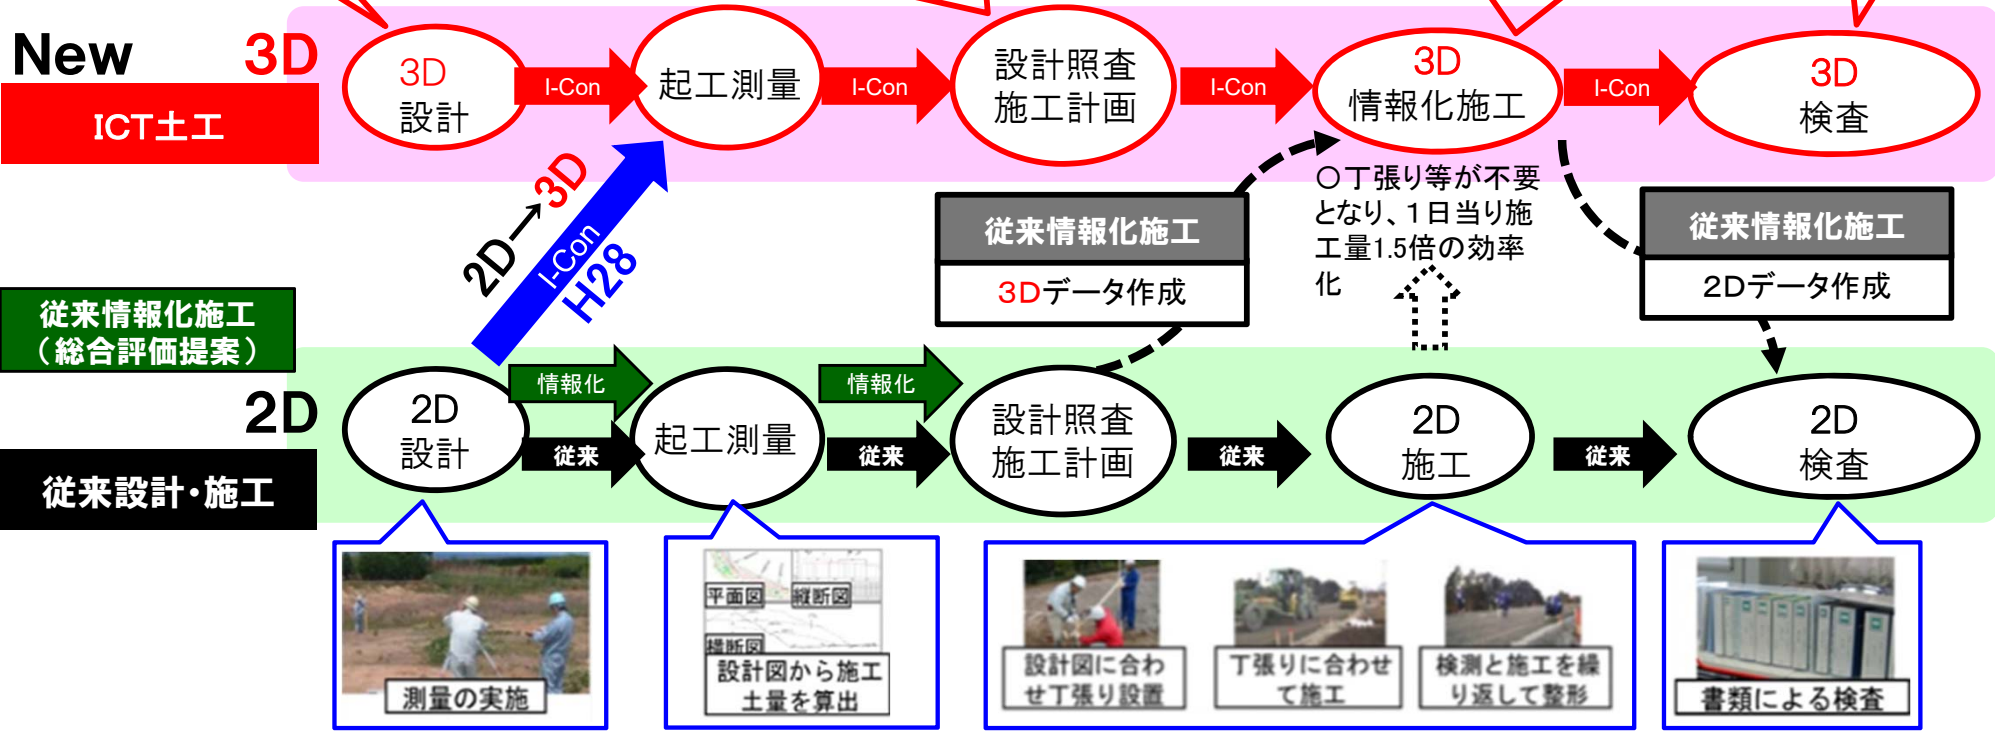 New 3D
ICT土工
3D
設計
I-Con
起工測量
I-Con
設計照査
施工計画
I-Con
3D
情報化施工
I-Con
3D
検査
2D→3D
I-Con
H28
従来情報化施工
3Dデータ作成
〇丁張り等が不要
となり、１日当り施
工量1.5倍の効率
化
従来情報化施工
2Dデータ作成
従来情報化施工
（総合評価提案）
2D
従来設計・施工
2D
設計
情報化
従来
起工測量
情報化
従来
設計照査
施工計画
従来
2D
施工
従来
2D
検査
測量の実施
平面図
縦断図
横断図
設計図から施工
土量を算出
設計図に合わ
せ丁張り設置
丁張りに合わせ
て施工
検測と施工を繰
り返して整形
書類による検査